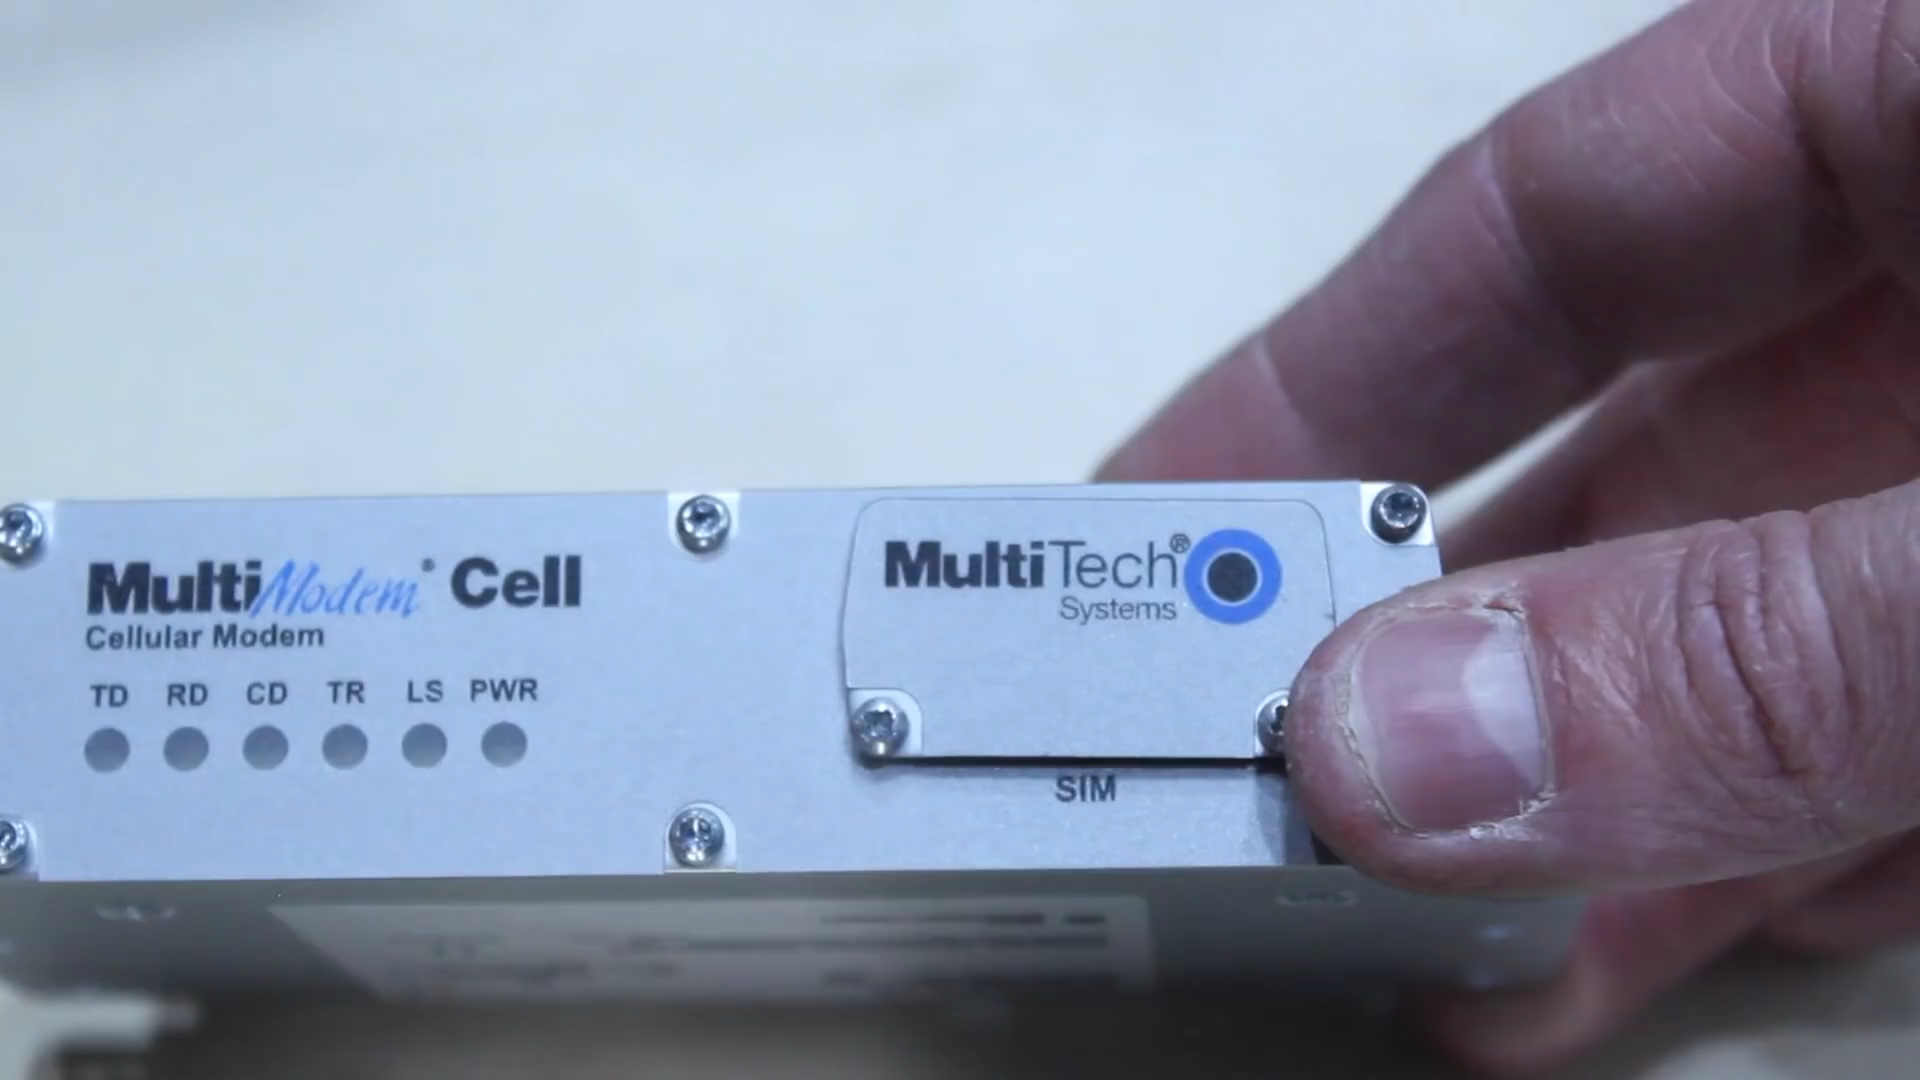 MultiModem® Cell
Cellular Modem
TD RD CD TR LS PWR
MultiTech®
Systems
SIM